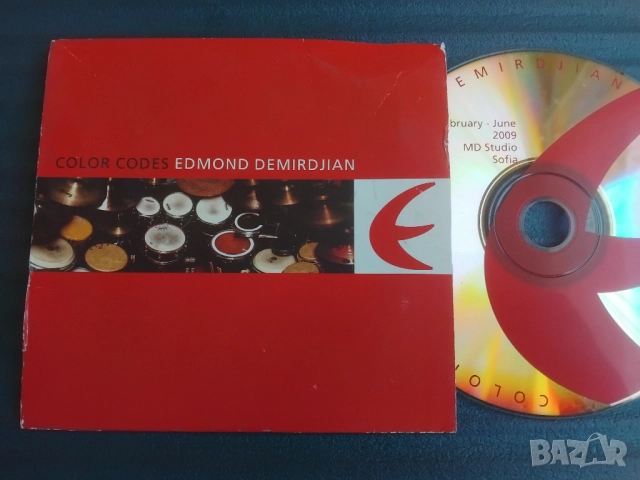 COLOR CODES EDMOND DEMIRDJIAN
EMIRDJIAN
bruary - June
2009
MD Studio
Sofia
COLO
BAZAR